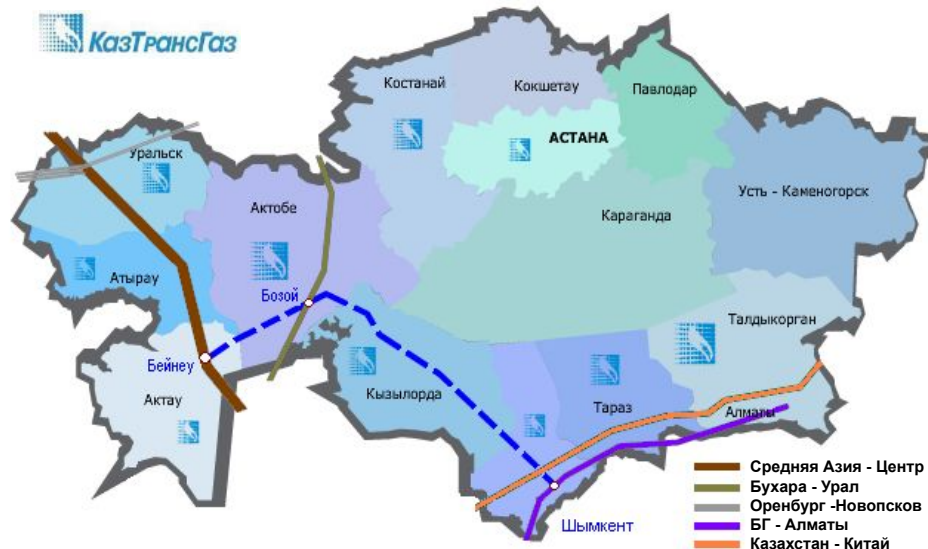 КазТрансГаз
Костанай
Кокшетау
Павлодар
АСТАНА
Уральск
Усть - Каменогорск
Актобе
Караганда
Атырау
Бозой
Талдыкорган
Бейнеу
Кызылорда
Актау
Тараз
Алматы
Шымкент
Средняя Азия - Центр
Бухара - Урал
Оренбург -Новопсков
БГ - Алматы
Казахстан - Китай